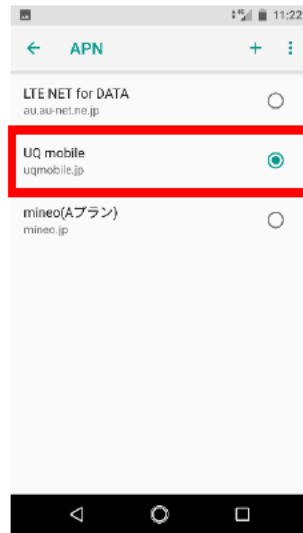 11:22
APN
LTE NET for DATA
au.au-net.ne.jp
UQ mobile
uqmobile.jp
mineo(Aプラン)
mineo.jp